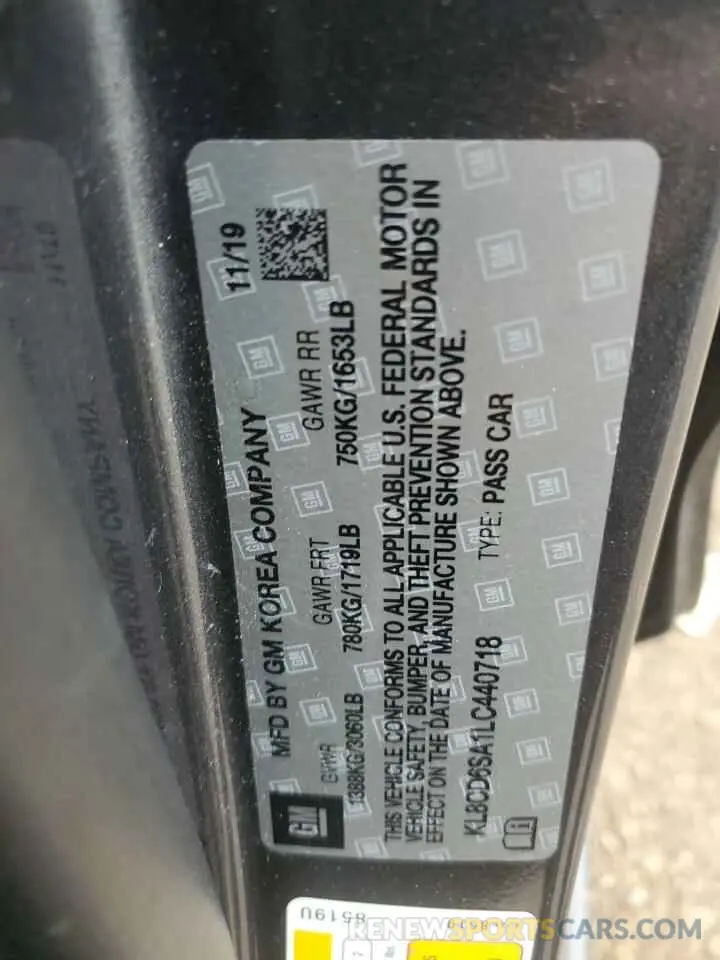 MFD BY GM KOREA COMPANY 11/19
GVWR GAWR FRT GAWR RR
1388KG/3060LB 780KG/1719LB 750KG/1653LB
THIS VEHICLE CONFORMS TO ALL APPLICABLE U.S. FEDERAL MOTOR
VEHICLE SAFETY, BUMPER, AND THEFT PREVENTION STANDARDS IN
EFFECT ON THE DATE OF MANUFACTURE SHOWN ABOVE.
KL8CD6SA1LC440718 TYPE: PASS CAR
GM
8519U
RENEWSPORTSCARS.COM